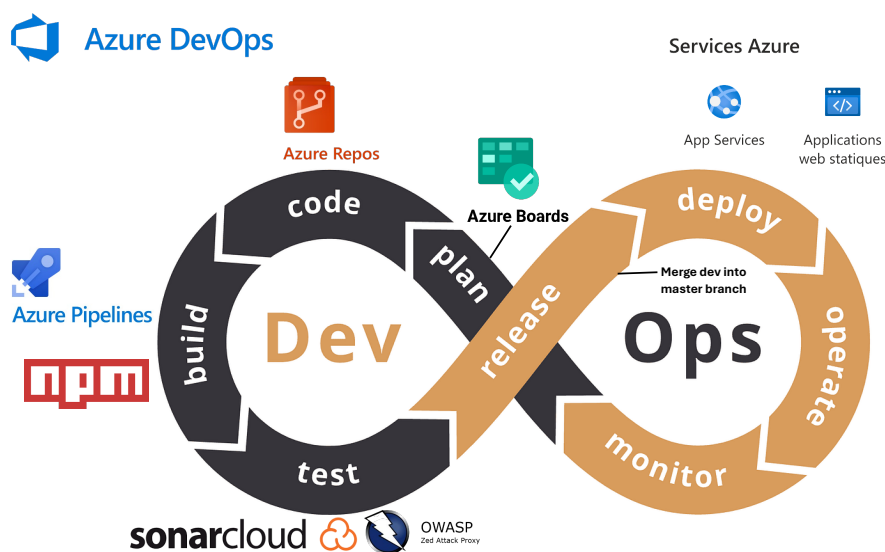 Azure DevOps
Services Azure
App Services
Applications
web statiques
Azure Repos
Azure Boards
code
plan
deploy
Merge dev into
master branch
Azure Pipelines
build
Dev
release
Ops
operate
npm
test
monitor
sonarcloud
OWASP
Zed Attack Proxy